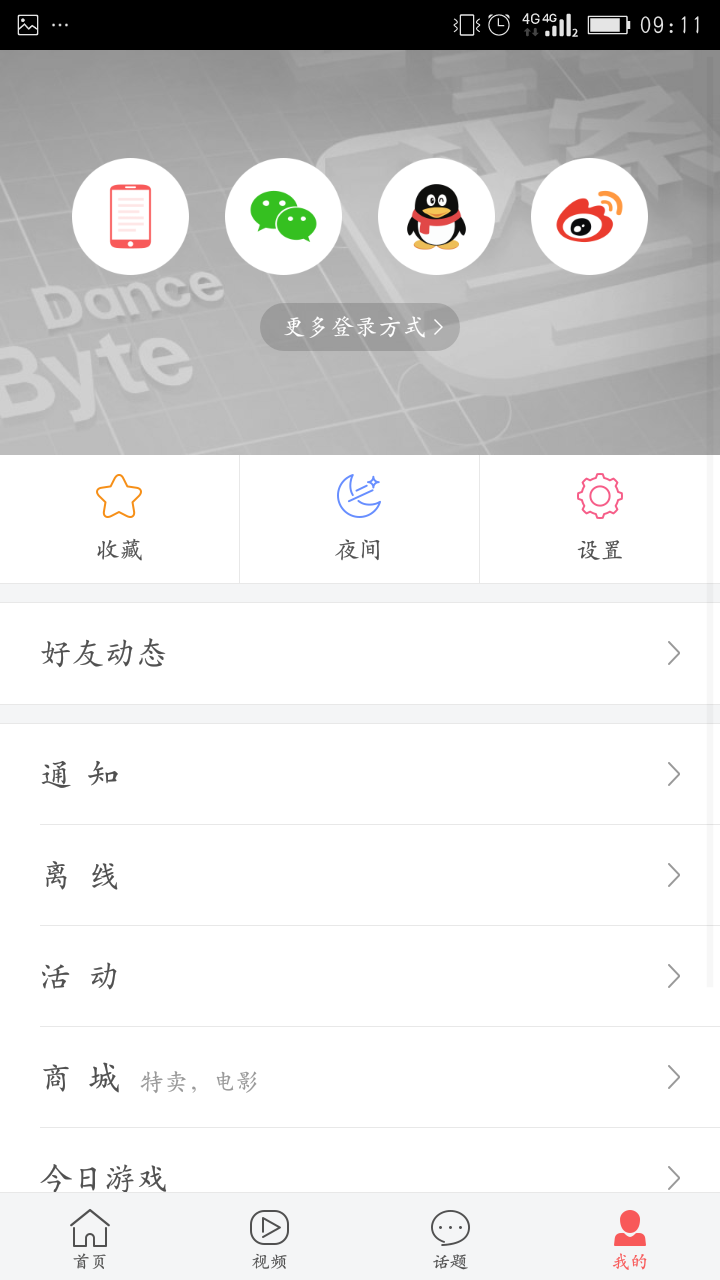 4G 4G 2 09:11
头条
Dance
Byte
更多登录方式
收藏 夜间 设置
好友动态
通 知
离 线
活 动
商 城 特卖，电影
今日游戏
首页 视频 话题 我的